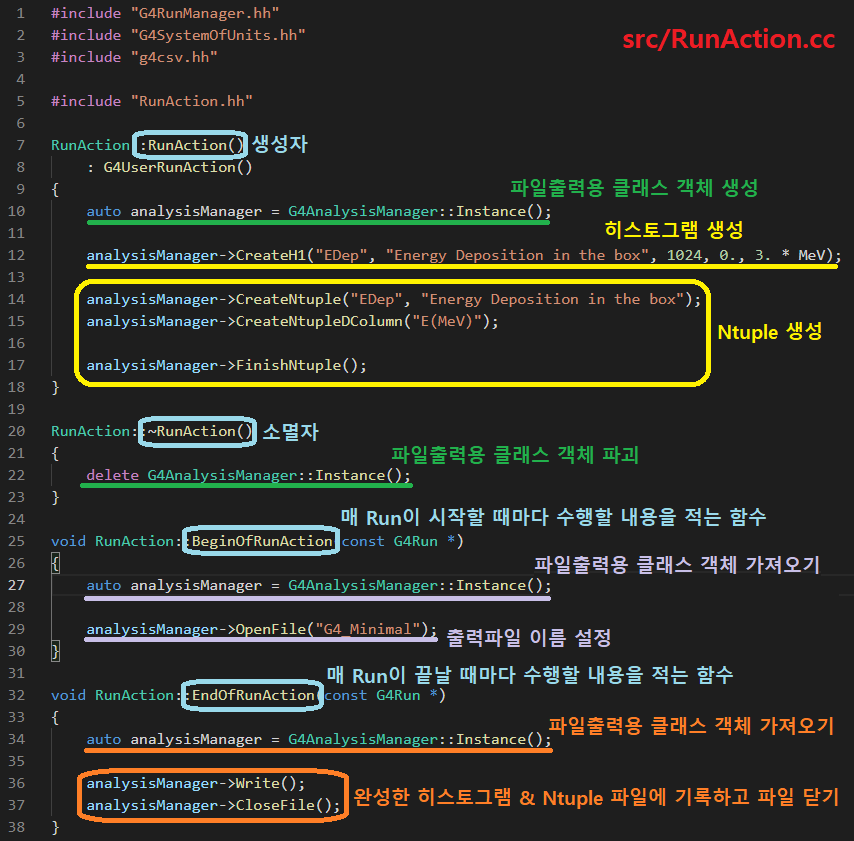 1 #include "G4RunManager.hh"
2 #include "G4SystemOfUnits.hh"
src/RunAction.cc
3 #include "g4csv.hh"
4
5 #include "RunAction.hh"
6
7 RunAction::RunAction() 생성자
8 : G4UserRunAction()
9 { 파일출력용 클래스 객체 생성
10 auto analysisManager = G4AnalysisManager::Instance();
11 히스토그램 생성
12 analysisManager->CreateH1("EDep", "Energy Deposition in the box", 1024, 0., 3. * MeV);
13
14 analysisManager->CreateNtuple("EDep", "Energy Deposition in the box");
15 analysisManager->CreateNtupleDColumn("E(MeV)");
Ntuple 생성
16
17 analysisManager->FinishNtuple();
18 }
19
20 RunAction::~RunAction() 소멸자
21 { 파일출력용 클래스 객체 파괴
22 delete G4AnalysisManager::Instance();
23 }
24 매 Run이 시작할 때마다 수행할 내용을 적는 함수
25 void RunAction::BeginOfRunAction(const G4Run *)
26 { 파일출력용 클래스 객체 가져오기
27 auto analysisManager = G4AnalysisManager::Instance();
28
29 analysisManager->OpenFile("G4_Minimal"); 출력파일 이름 설정
30 }
31 매 Run이 끝날 때마다 수행할 내용을 적는 함수
32 void RunAction::EndOfRunAction(const G4Run *)
33 { 파일출력용 클래스 객체 가져오기
34 auto analysisManager = G4AnalysisManager::Instance();
35
36 analysisManager->Write();
37 analysisManager->CloseFile(); 완성한 히스토그램 & Ntuple 파일에 기록하고 파일 닫기
38 }